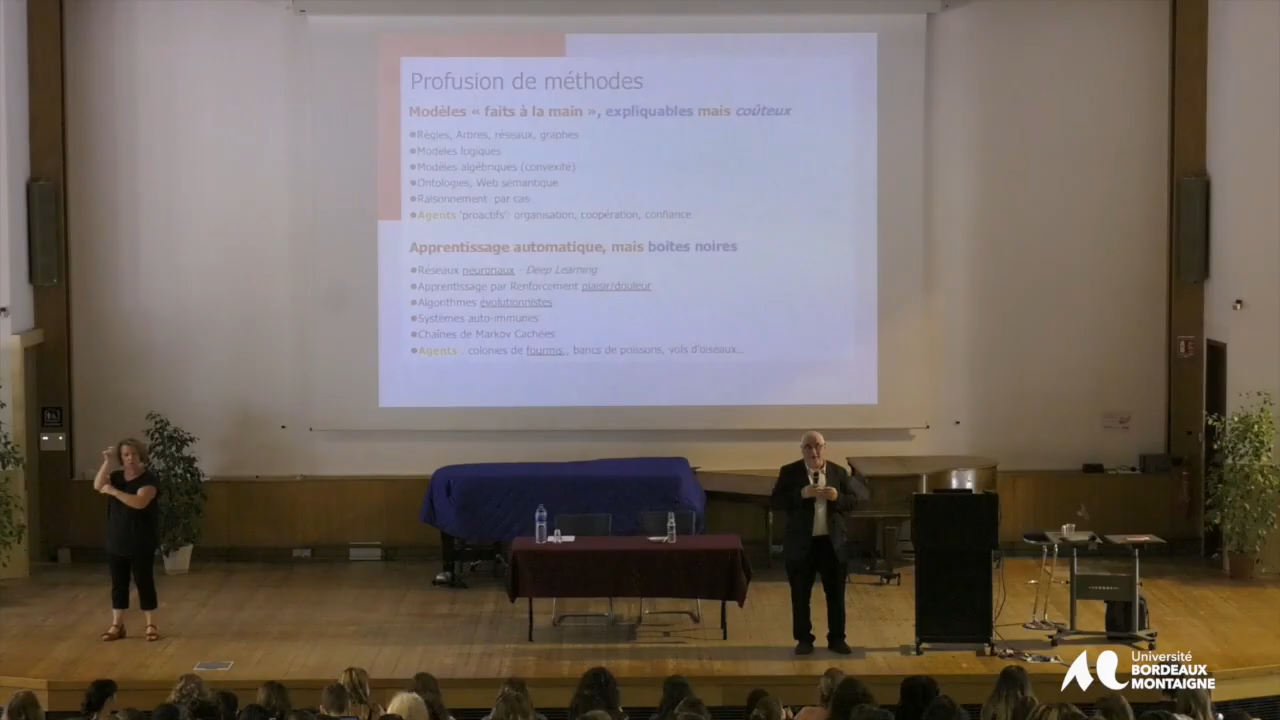 Profusion de méthodes
Modèles « faits à la main », expliquables mais coûteux
Règles, Arbres, réseaux, graphes
Modèles logiques
Modèles algébriques (convexité)
Ontologies, Web sémantique
Raisonnement par cas
Agents 'proactifs': organisation, coopération, confiance
Apprentissage automatique, mais boîtes noires
Réseaux neuronaux - Deep Learning
Apprentissage par Renforcement plaisir/douleur
Algorithmes évolutionnistes
Systèmes auto-immunes
Chaînes de Markov Cachées
Agents : colonies de fourmis, bancs de poissons, vols d'oiseaux...
Université
BORDEAUX
MONTAIGNE